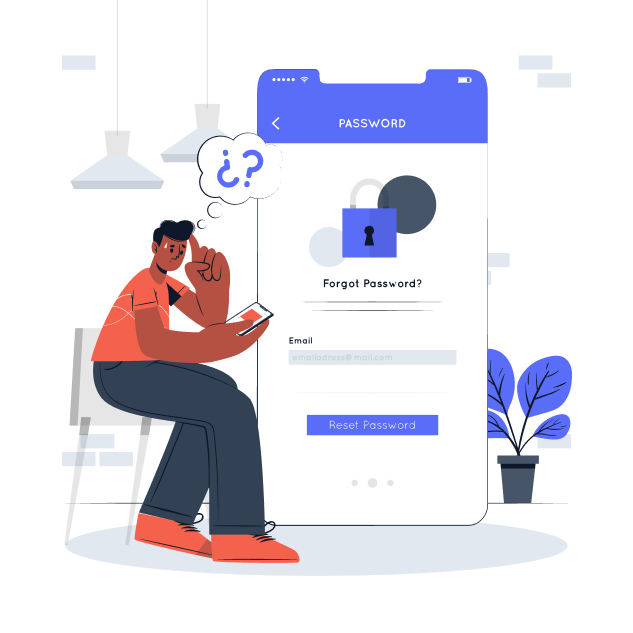 PASSWORD
¿?
Forgot Password?
Email
emailadress@mail.com
Reset Password